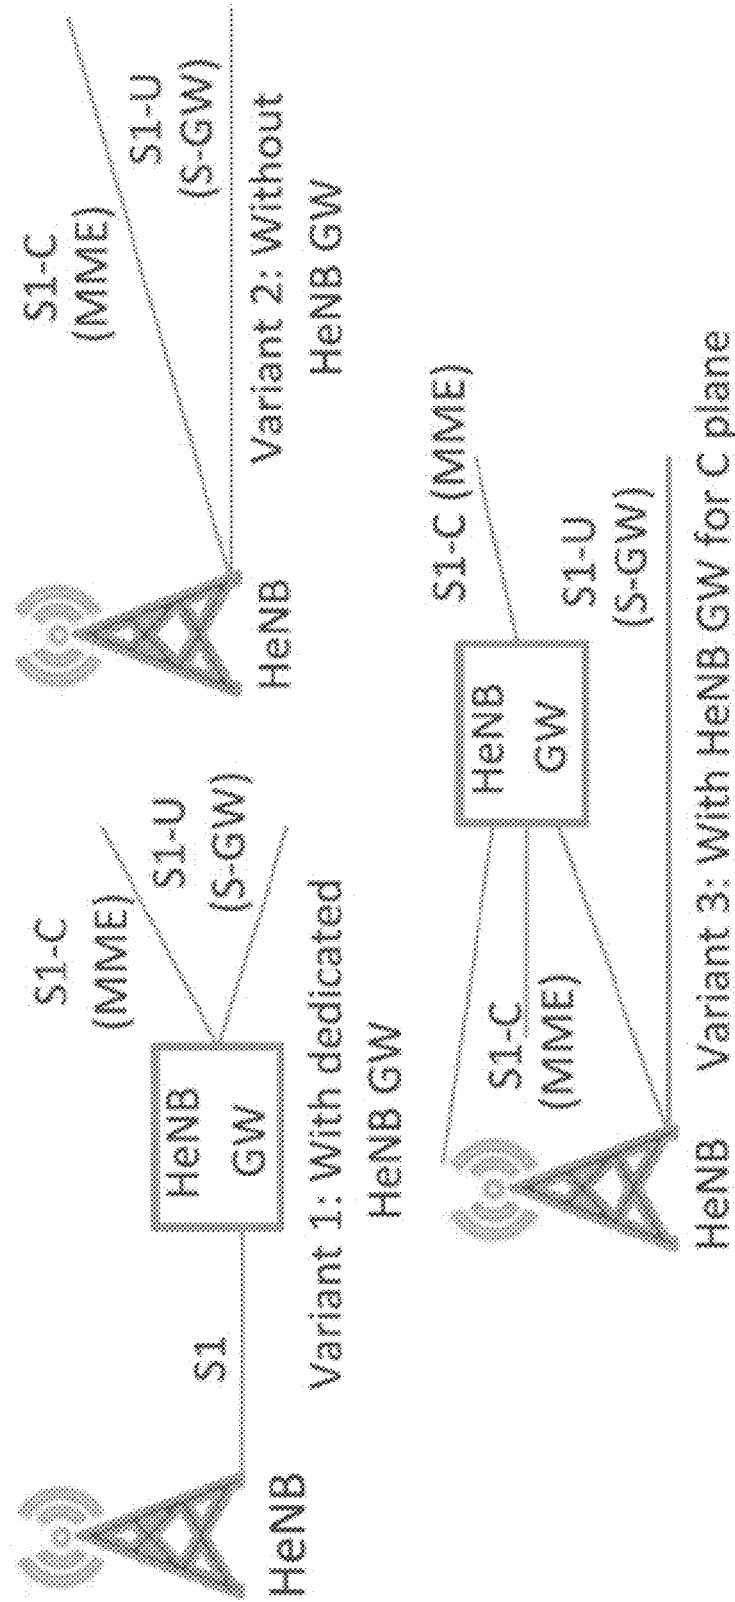 S1
HeNB
HeNB
GW
S1-C
(MME)
S1-U
(S-GW)
Variant 1: With dedicated
HeNB GW
HeNB
S1-C
(MME)
S1-U
(S-GW)
Variant 2: Without
HeNB GW
HeNB
S1-C
(MME)
HeNB
GW
S1-C (MME)
S1-U
(S-GW)
Variant 3: With HeNB GW for C plane